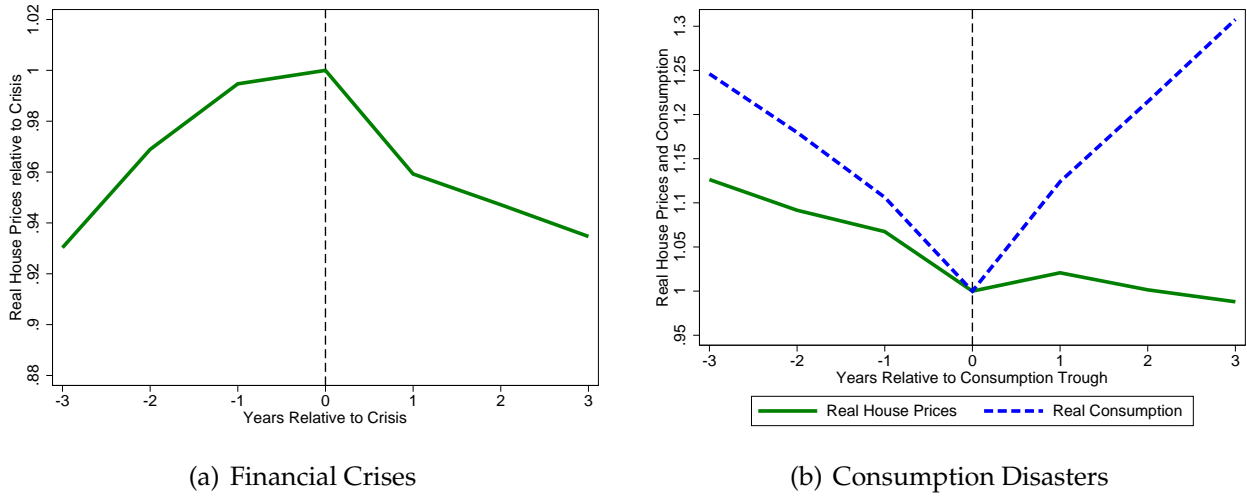 Real House Prices relative to Crisis
1.02
1
.98
.96
.94
.92
.9
.88
-3 -2 -1 0 1 2 3
Years Relative to Crisis
(a) Financial Crises
Real House Prices and Consumption
1.3
1.25
1.2
1.15
1.1
1.05
1
.95
-3 -2 -1 0 1 2 3
Years Relative to Consumption Trough
Real House Prices Real Consumption
(b) Consumption Disasters